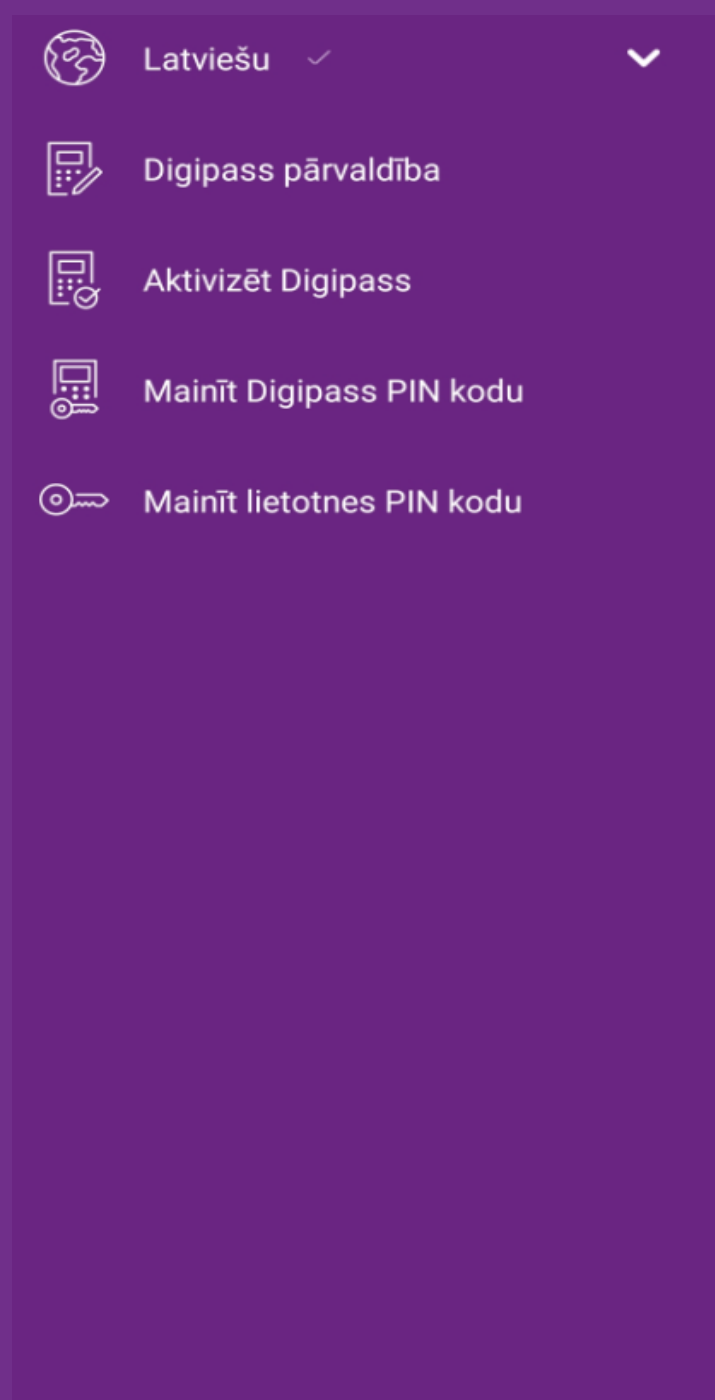 Latviešu
Digipass pārvaldība
Aktivizēt Digipass
Mainīt Digipass PIN kodu
Mainīt lietotnes PIN kodu